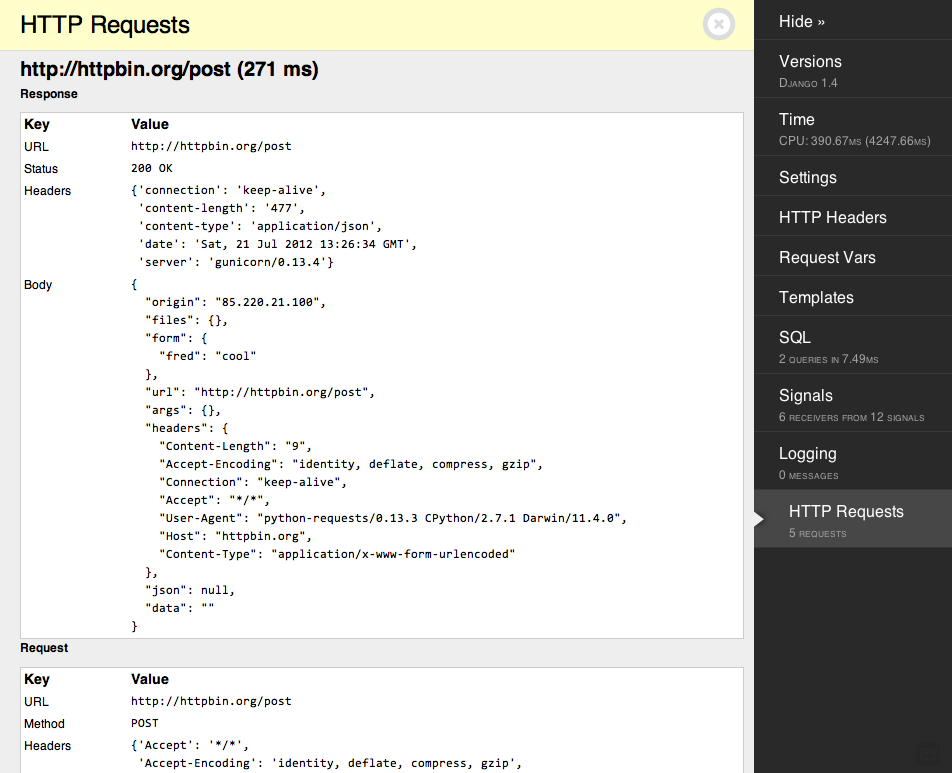 HTTP Requests
http://httpbin.org/post (271 ms)
Response
Key Value
URL http://httpbin.org/post
Status 200 OK
Headers {'connection': 'keep-alive',
'content-length': '477',
'content-type': 'application/json',
'date': 'Sat, 21 Jul 2012 13:26:34 GMT',
'server': 'gunicorn/0.13.4'}
Body {
"origin": "85.220.21.100",
"files": {},
"form": {
"fred": "cool"
},
"url": "http://httpbin.org/post",
"args": {},
"headers": {
"Content-Length": "9",
"Accept-Encoding": "identity, deflate, compress, gzip",
"Connection": "keep-alive",
"Accept": "*/*",
"User-Agent": "python-requests/0.13.3 CPython/2.7.1 Darwin/11.4.0",
"Host": "httpbin.org",
"Content-Type": "application/x-www-form-urlencoded"
},
"json": null,
"data": ""
}
Request
Key Value
URL http://httpbin.org/post
Method POST
Headers {'Accept': '*/*',
'Accept-Encoding': 'identity, deflate, compress, gzip',
Hide »
Versions
Django 1.4
Time
CPU: 390.67ms (4247.66ms)
Settings
HTTP Headers
Request Vars
Templates
SQL
2 queries in 7.49ms
Signals
6 receivers from 12 signals
Logging
0 messages
HTTP Requests
5 requests